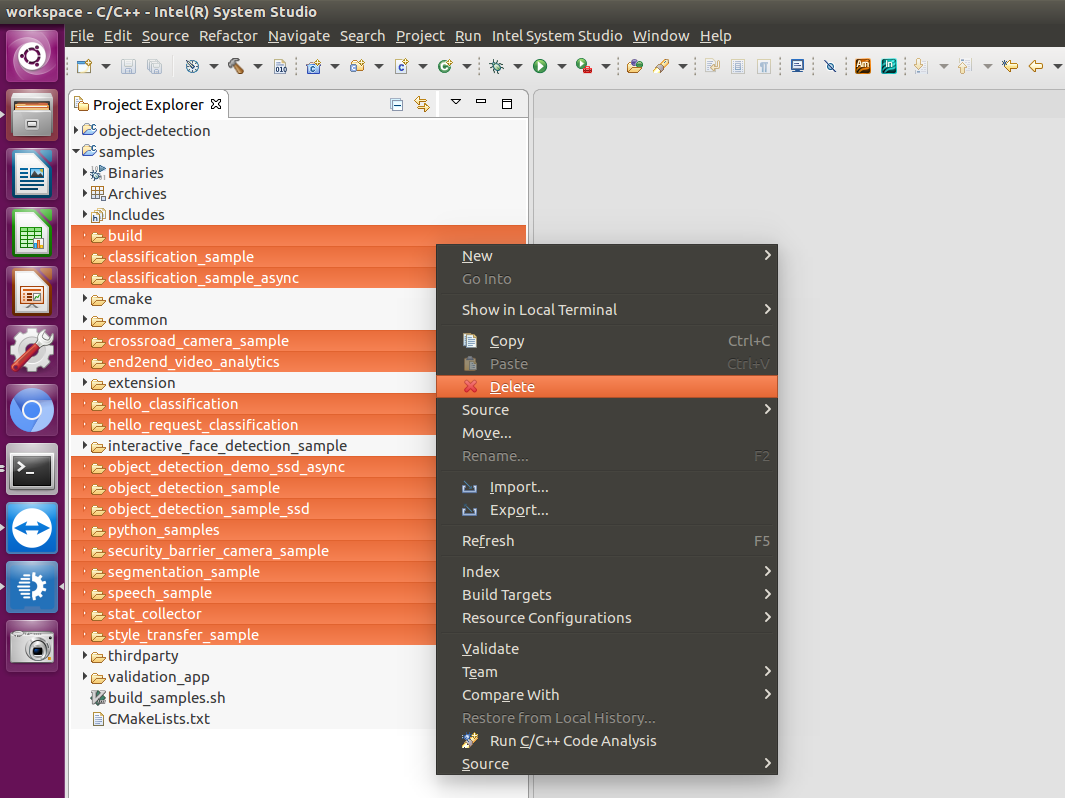 workspace - C/C++ - Intel(R) System Studio
File Edit Source Refactor Navigate Search Project Run Intel System Studio Window Help
010
Am
In
Project Explorer
object-detection
samples
Binaries
Archives
Includes
build
classification_sample
classification_sample_async
cmake
common
crossroad_camera_sample
end2end_video_analytics
extension
hello_classification
hello_request_classification
interactive_face_detection_sample
object_detection_demo_ssd_async
object_detection_sample
object_detection_sample_ssd
python_samples
security_barrier_camera_sample
segmentation_sample
speech_sample
stat_collector
style_transfer_sample
thirdparty
validation_app
build_samples.sh
CMakeLists.txt
New
Go Into
Show in Local Terminal
Copy Ctrl+C
Paste Ctrl+V
Delete
Source
Move...
Rename... F2
Import...
Export...
Refresh F5
Index
Build Targets
Resource Configurations
Validate
Team
Compare With
Restore from Local History...
Run C/C++ Code Analysis
Source